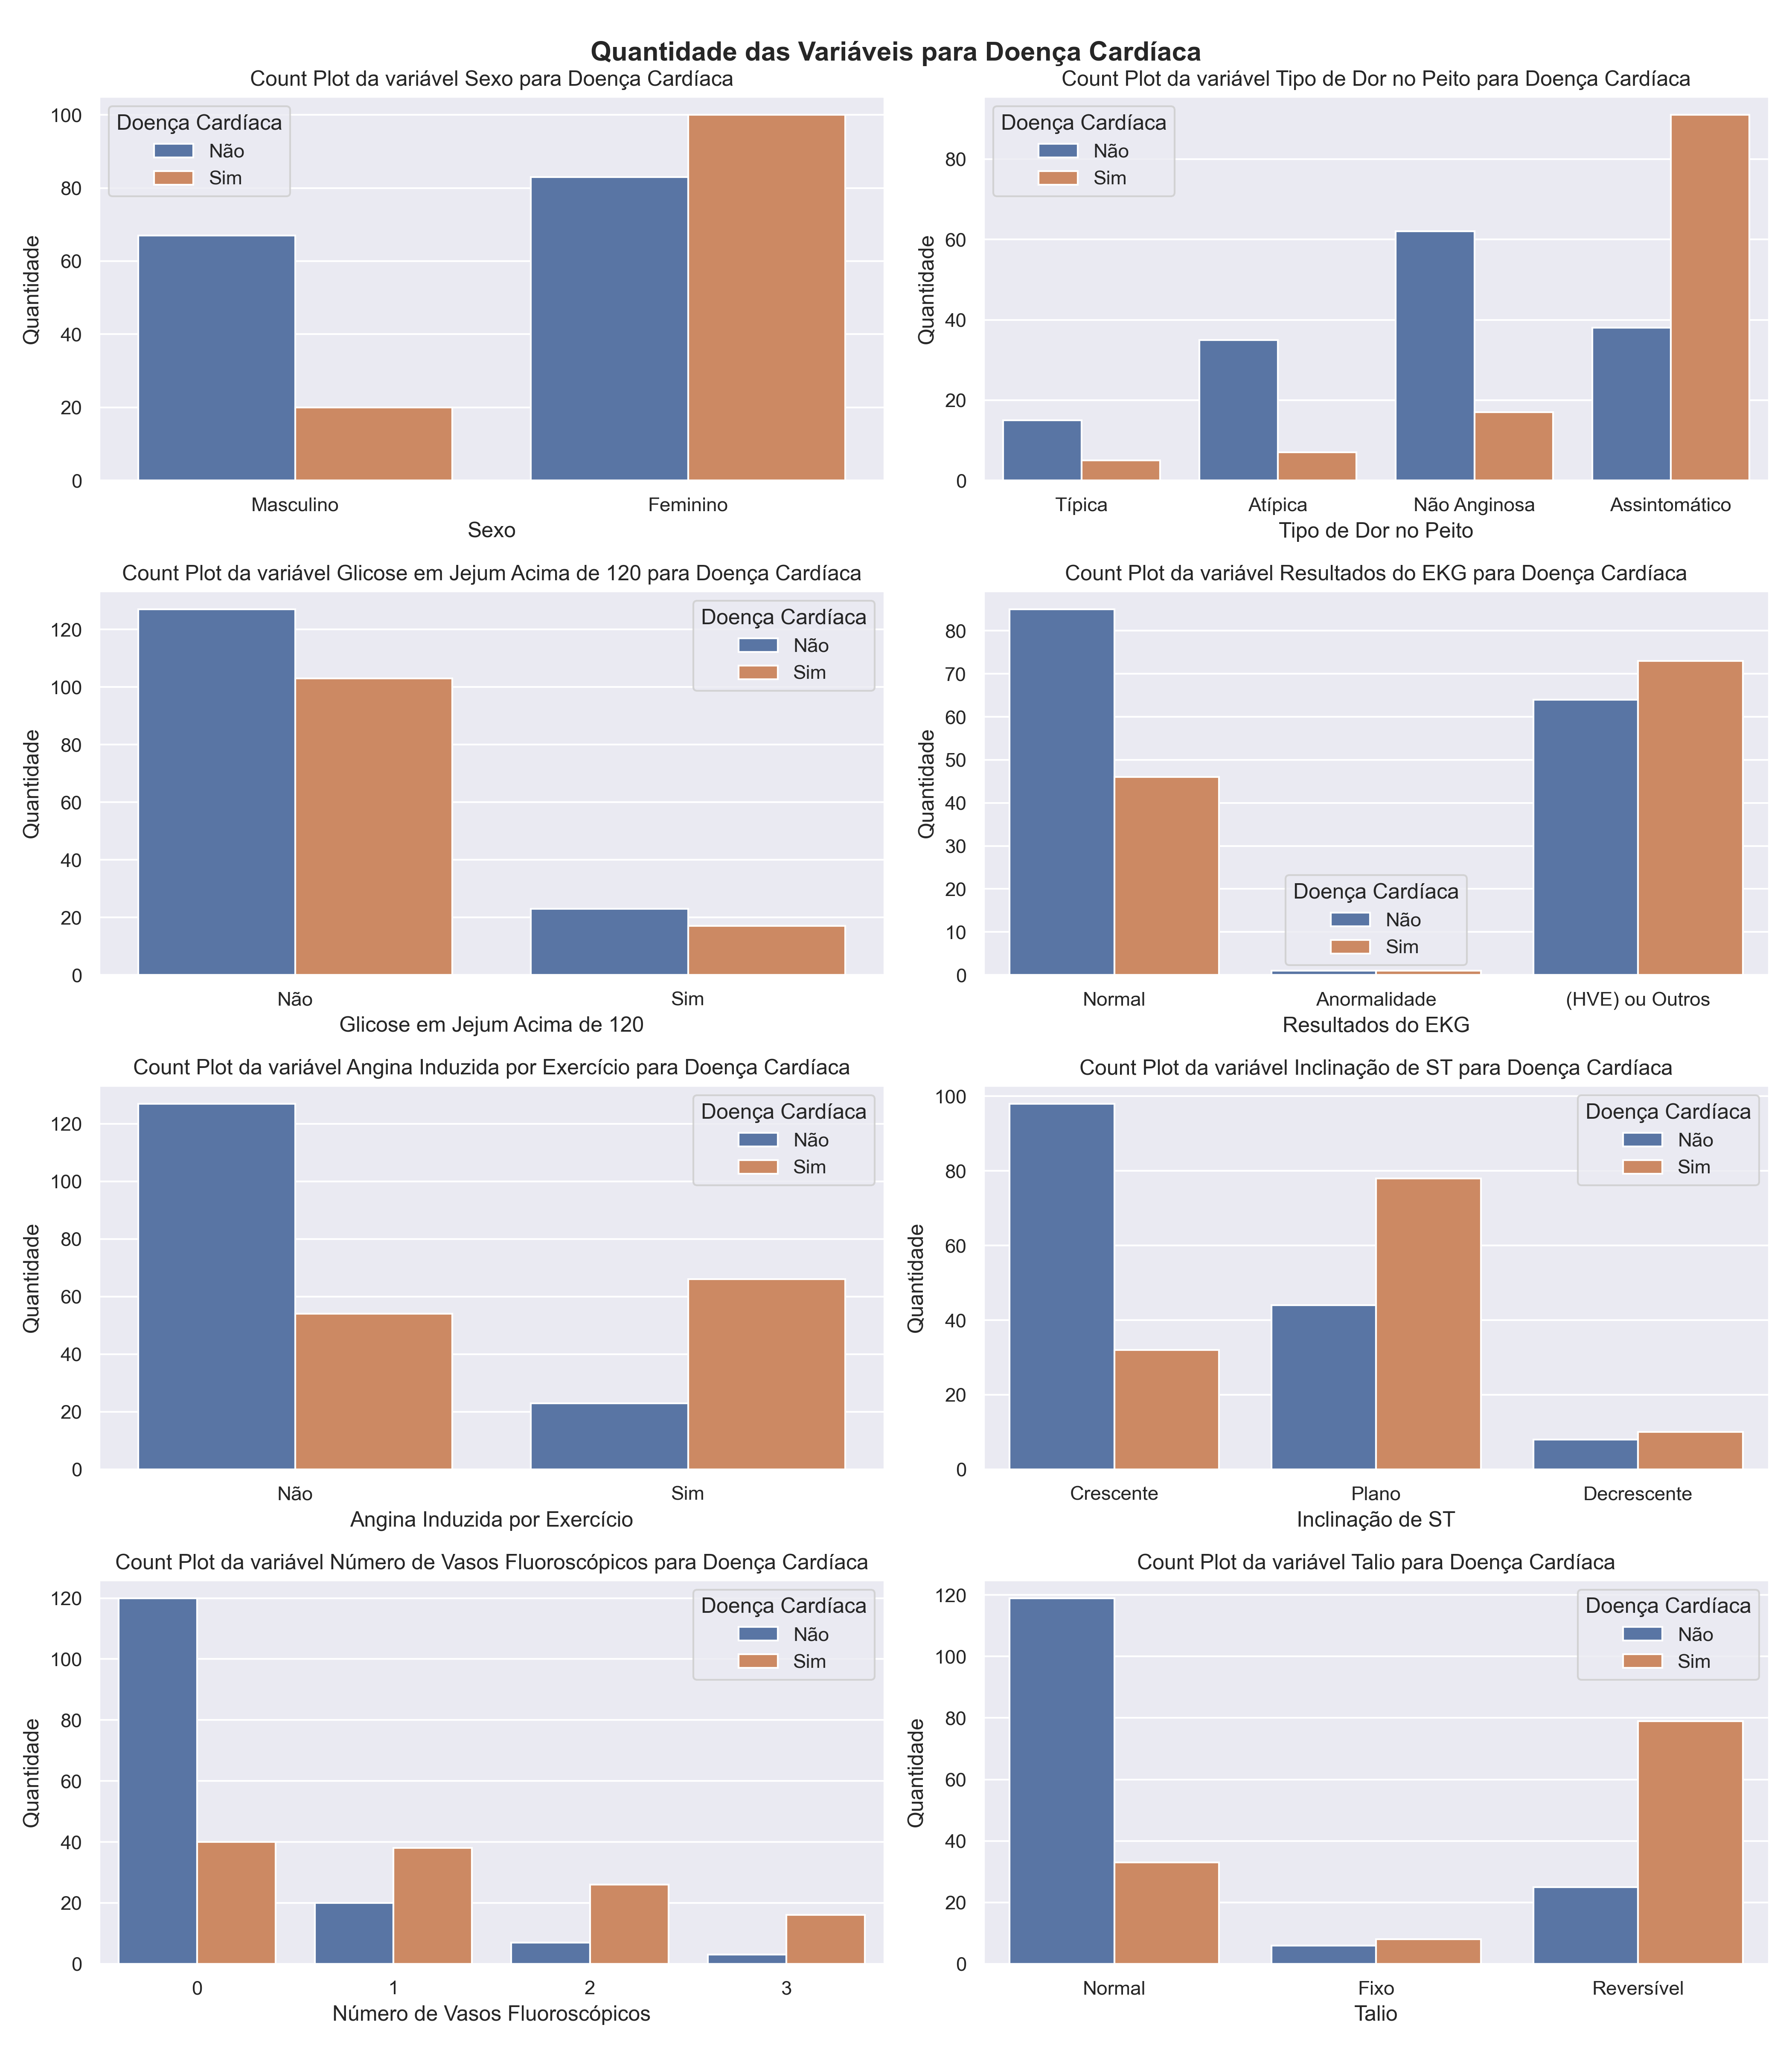 Quantidade das Variáveis para Doença Cardíaca
Count Plot da variável Sexo para Doença Cardíaca
Doença Cardíaca
Não
Sim
100
80
60
40
20
0
Quantidade
Masculino
Feminino
Sexo
Count Plot da variável Tipo de Dor no Peito para Doença Cardíaca
Doença Cardíaca
Não
Sim
80
60
40
20
0
Quantidade
Típica
Atípica
Não Anginosa
Assintomático
Tipo de Dor no Peito
Count Plot da variável Glicose em Jejum Acima de 120 para Doença Cardíaca
Doença Cardíaca
Não
Sim
120
100
80
60
40
20
0
Quantidade
Não
Sim
Glicose em Jejum Acima de 120
Count Plot da variável Resultados do EKG para Doença Cardíaca
80
70
60
50
40
30
20
10
0
Quantidade
Doença Cardíaca
Não
Sim
Normal
Anormalidade
(HVE) ou Outros
Resultados do EKG
Count Plot da variável Angina Induzida por Exercício para Doença Cardíaca
Doença Cardíaca
Não
Sim
120
100
80
60
40
20
0
Quantidade
Não
Sim
Angina Induzida por Exercício
Count Plot da variável Inclinação de ST para Doença Cardíaca
Doença Cardíaca
Não
Sim
100
80
60
40
20
0
Quantidade
Crescente
Plano
Decrescente
Inclinação de ST
Count Plot da variável Número de Vasos Fluoroscópicos para Doença Cardíaca
Doença Cardíaca
Não
Sim
120
100
80
60
40
20
0
Quantidade
0
1
2
3
Número de Vasos Fluoroscópicos
Count Plot da variável Talio para Doença Cardíaca
Doença Cardíaca
Não
Sim
120
100
80
60
40
20
0
Quantidade
Normal
Fixo
Reversível
Talio